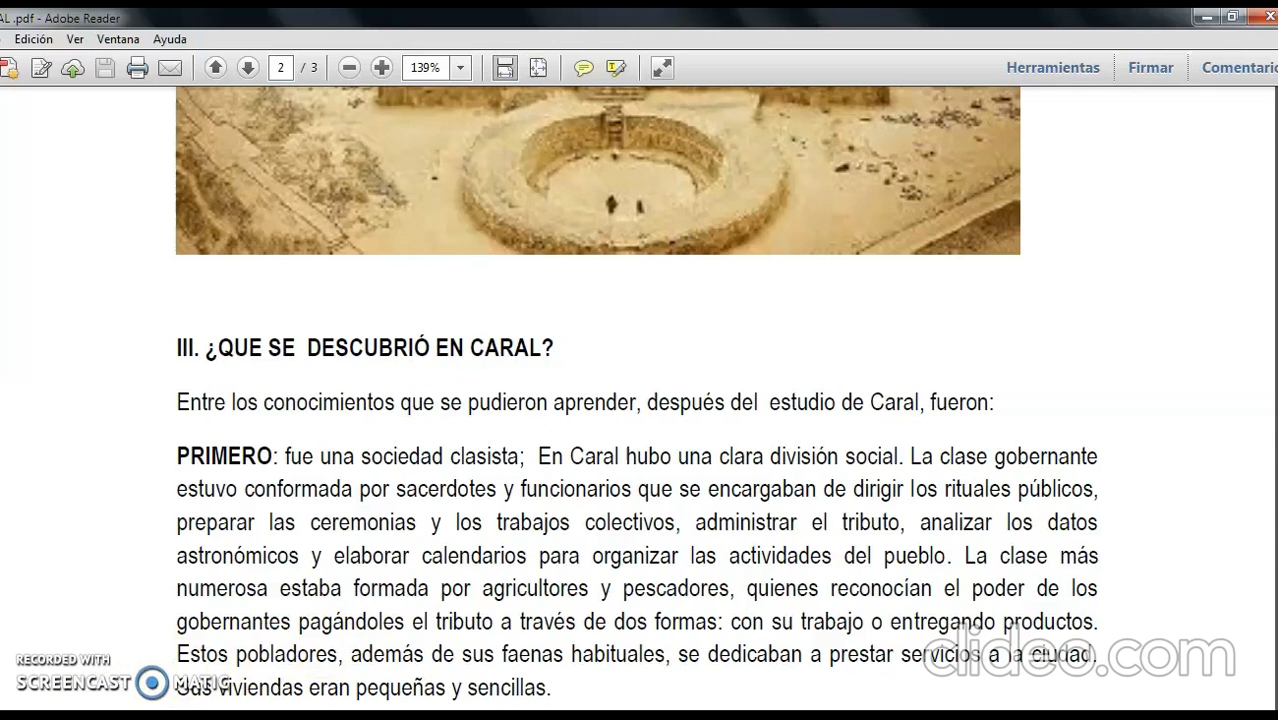 AL .pdf - Adobe Reader
Edición Ver Ventana Ayuda
2 / 3 139% Herramientas Firmar Comentario
III. ¿QUE SE DESCUBRIÓ EN CARAL?
Entre los conocimientos que se pudieron aprender, después del estudio de Caral, fueron:
PRIMERO: fue una sociedad clasista; En Caral hubo una clara división social. La clase gobernante
estuvo conformada por sacerdotes y funcionarios que se encargaban de dirigir los rituales públicos,
preparar las ceremonias y los trabajos colectivos, administrar el tributo, analizar los datos
astronómicos y elaborar calendarios para organizar las actividades del pueblo. La clase más
numerosa estaba formada por agricultores y pescadores, quienes reconocían el poder de los
gobernantes pagándoles el tributo a través de dos formas: con su trabajo o entregando productos.
Estos pobladores, además de sus faenas habituales, se dedicaban a prestar servicios a la ciudad.
Sus viviendas eran pequeñas y sencillas.
clideo.com
RECORDED WITH
SCREENCAST MATIC